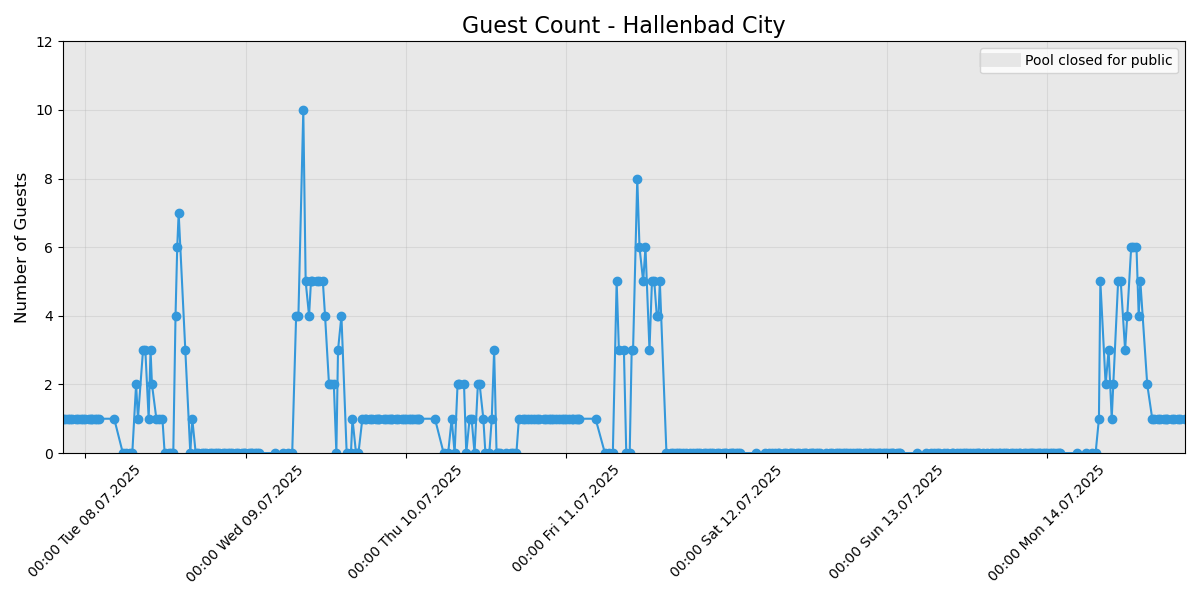 Guest Count - Hallenbad City
Pool closed for public
Number of Guests
12
10
8
6
4
2
0
00:00 Tue 08.07.2025
00:00 Wed 09.07.2025
00:00 Thu 10.07.2025
00:00 Fri 11.07.2025
00:00 Sat 12.07.2025
00:00 Sun 13.07.2025
00:00 Mon 14.07.2025